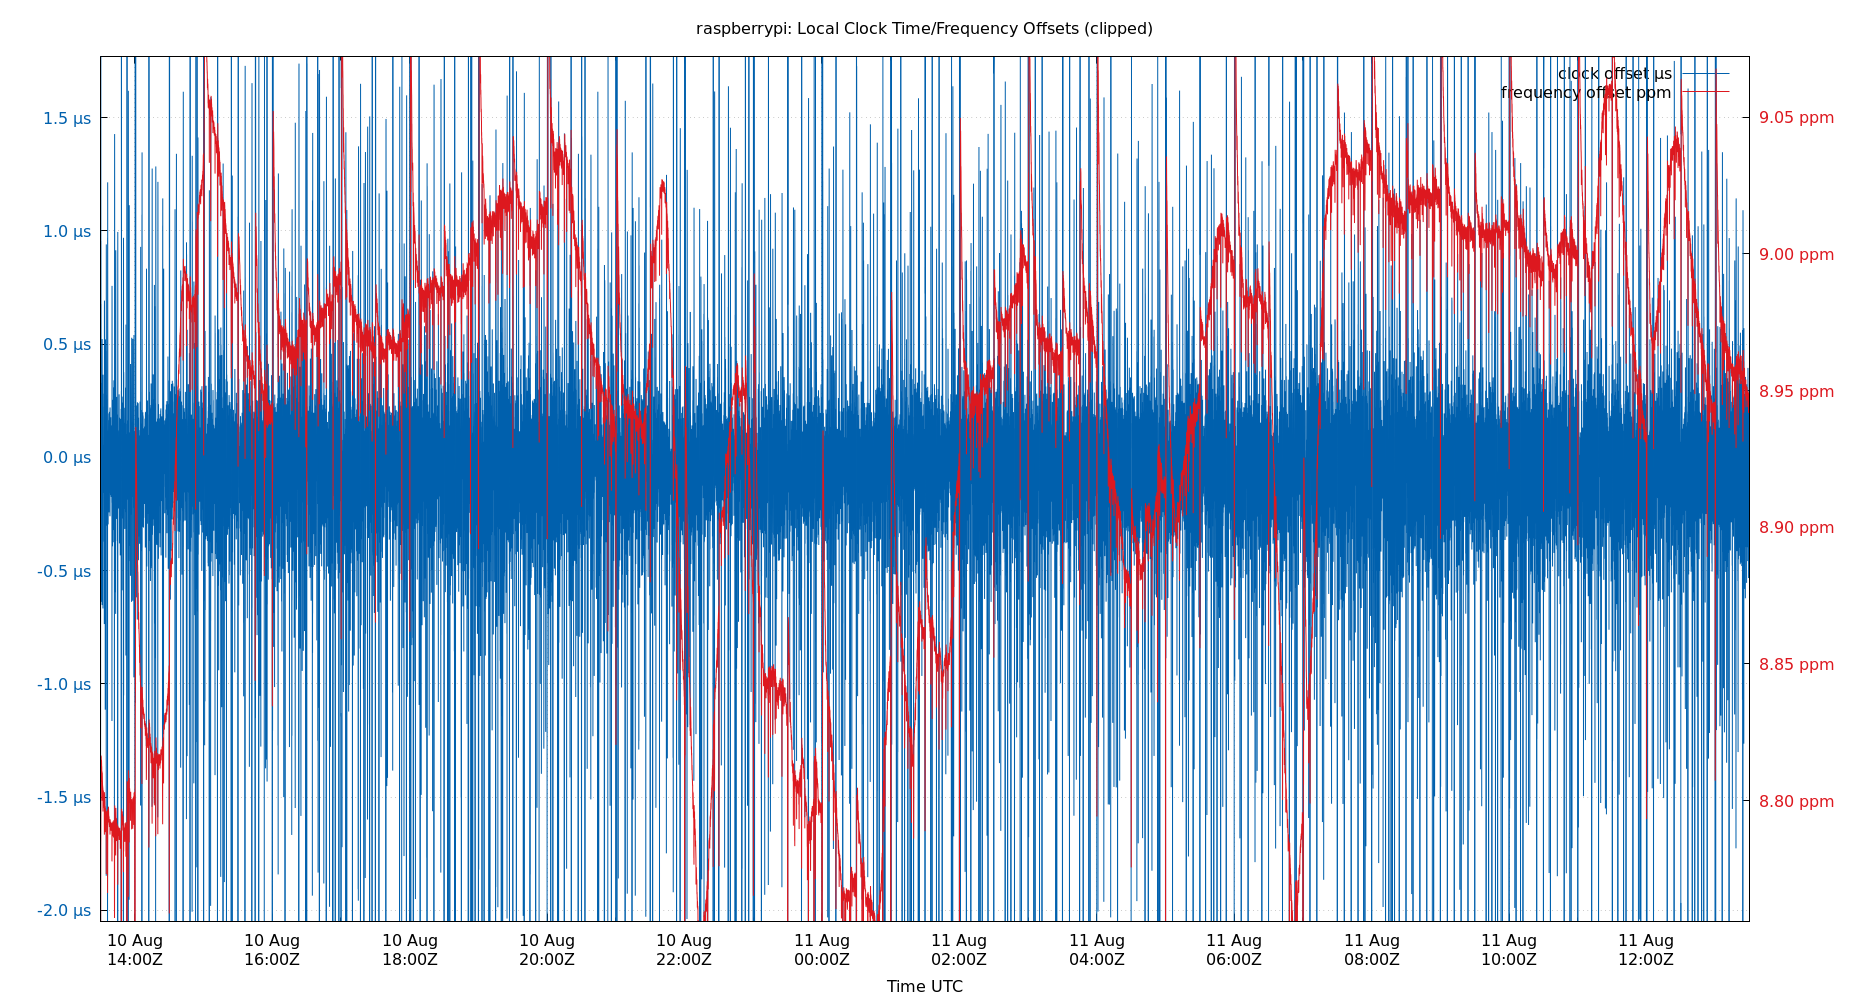 raspberrypi: Local Clock Time/Frequency Offsets (clipped)
clock offset µs
frequency offset ppm
1.5 µs
1.0 µs
0.5 µs
0.0 µs
-0.5 µs
-1.0 µs
-1.5 µs
-2.0 µs
9.05 ppm
9.00 ppm
8.95 ppm
8.90 ppm
8.85 ppm
8.80 ppm
10 Aug
14:00Z
10 Aug
16:00Z
10 Aug
18:00Z
10 Aug
20:00Z
10 Aug
22:00Z
11 Aug
00:00Z
11 Aug
02:00Z
11 Aug
04:00Z
11 Aug
06:00Z
11 Aug
08:00Z
11 Aug
10:00Z
11 Aug
12:00Z
Time UTC